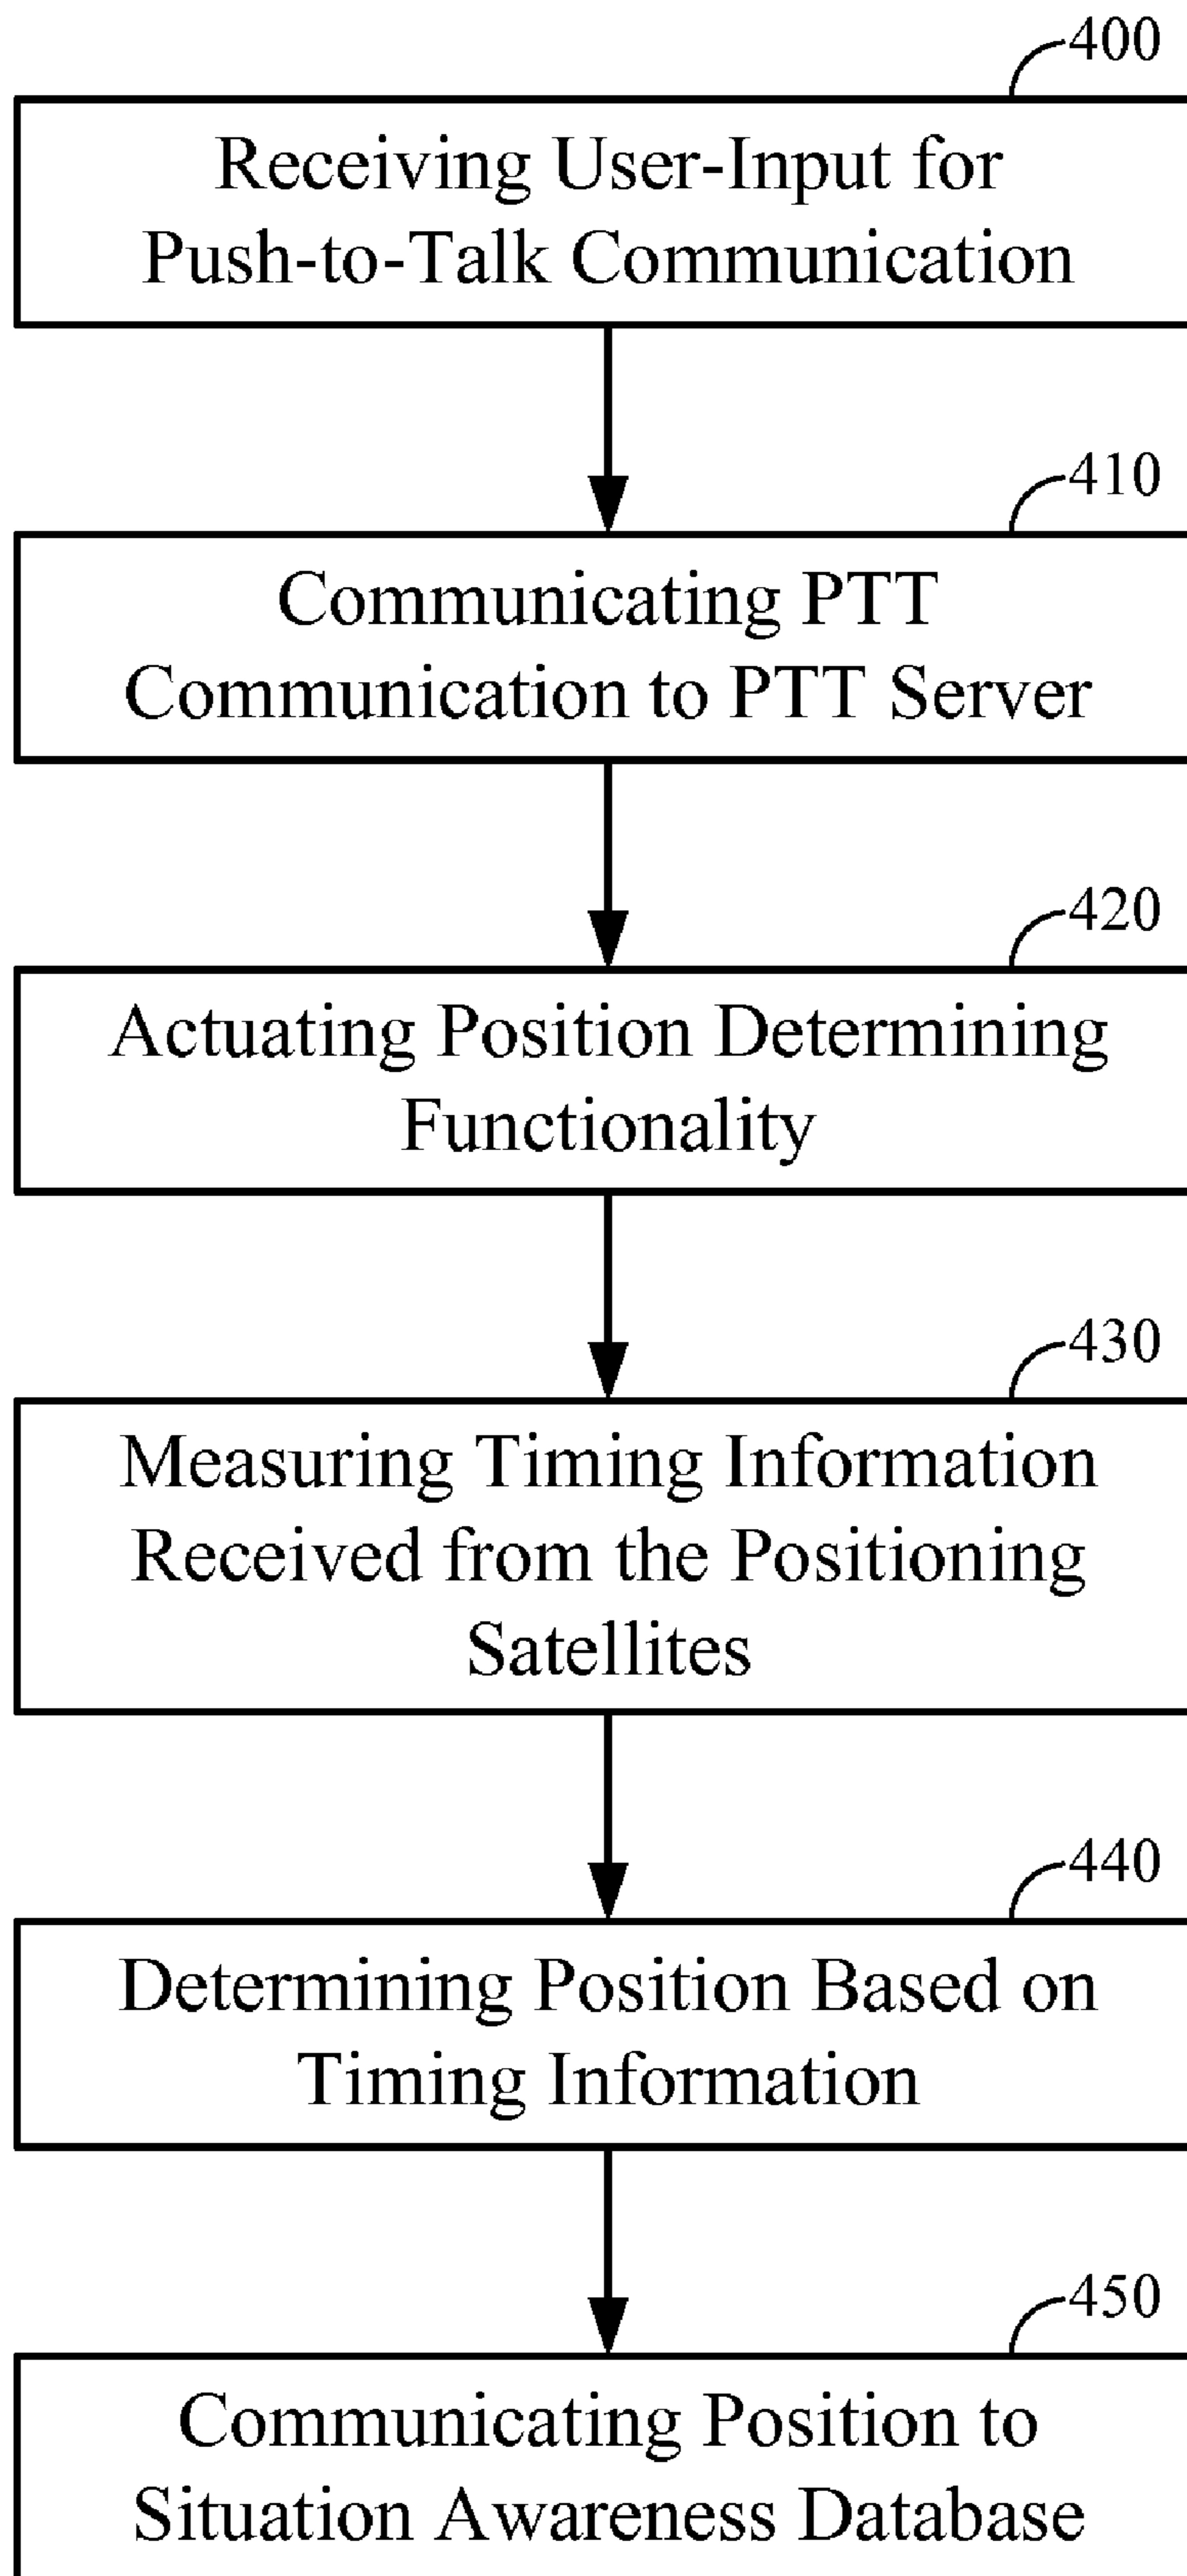 400
Receiving User-Input for
Push-to-Talk Communication
410
Communicating PTT
Communication to PTT Server
420
Actuating Position Determining
Functionality
430
Measuring Timing Information
Received from the Positioning
Satellites
440
Determining Position Based on
Timing Information
450
Communicating Position to
Situation Awareness Database